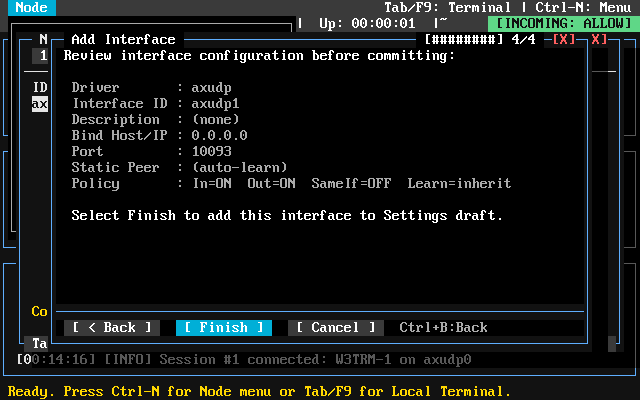 Node Tab/F9: Terminal | Ctrl-N: Menu
| Up: 00:00:01 |~ [INCOMING: ALLOW]
N Add Interface [########] 4/4 [X] X]
1 Review interface configuration before committing:
ID Driver : axudp
ax Interface ID : axudp1
Description : (none)
Bind Host/IP : 0.0.0.0
Port : 10093
Static Peer : (auto-learn)
Policy : In=ON Out=ON SameIf=OFF Learn=inherit
Select Finish to add this interface to Settings draft.
Co
[ < Back ] [ Finish ] [ Cancel ] Ctrl+B:Back
Ta
[00:14:16] [INFO] Session #1 connected: W3TRM-1 on axudp0
Ready. Press Ctrl-N for Node menu or Tab/F9 for Local Terminal.